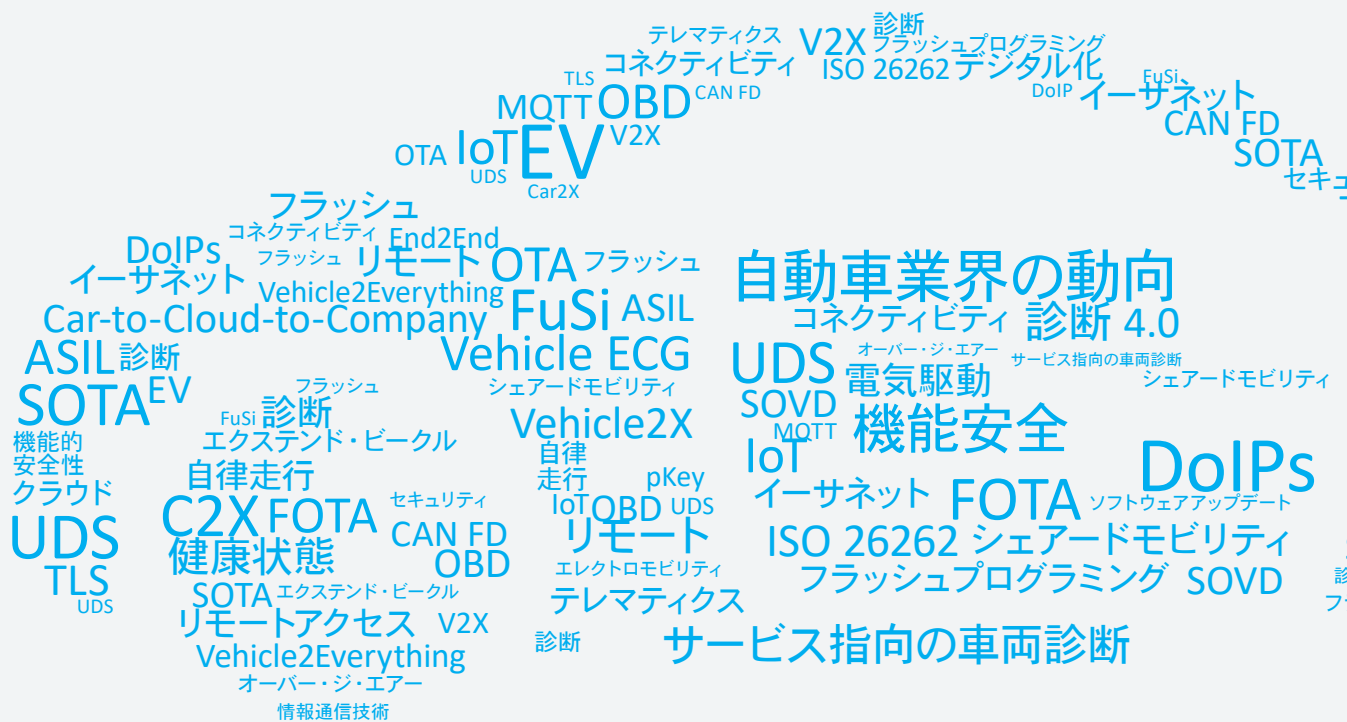 診断
テレマティクス V2X フラッシュプログラミング
コネクティビティ ISO 26262 デジタル化
TLS FuSi
MQTT OBD CAN FD DoIP イーサネット
CAN FD
IoT EV V2X
OTA SOTA
UDS Car2X
セキュ
フラッシュ
コネクティビティ End2End
DoIPs フラッシュ リモート OTA フラッシュ
イーサネット Vehicle2Everything 自動車業界の動向
Car-to-Cloud-to-Company FuSi ASIL コネクティビティ 診断 4.0
ASIL 診断 Vehicle ECG UDS オーバー・ジ・エアー サービス指向の車両診断
SOTA EV フラッシュ シェアードモビリティ 電気駆動 シェアードモビリティ
FuSi 診断 Vehicle2X SOVD
機能的 エクステンド・ビークル MQTT 機能安全
安全性 自律 IoT DoIPs
クラウド 自律走行 走行 pKey イーサネット FOTA ソフトウェアアップデート
C2X FOTA セキュリティ IoT OBD UDS
UDS CAN FD リモート ISO 26262 シェアードモビリティ
健康状態 OBD エレクトロモビリティ フラッシュプログラミング SOVD
TLS
UDS SOTA エクステンド・ビークル テレマティクス
リモートアクセス V2X
診断 サービス指向の車両診断
Vehicle2Everything
オーバー・ジ・エアー
情報通信技術